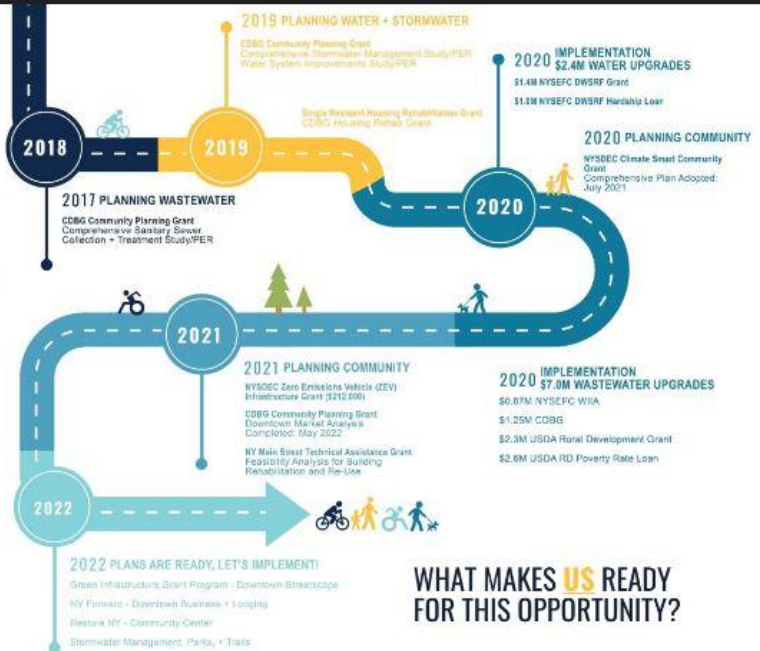 2019 PLANNING WATER + STORMWATER
CDBG Community Planning Grant
Comprehensive Stormwater Management Study/PER
Water System Improvements Study/PER
2020 IMPLEMENTATION
$2.4M WATER UPGRADES
$1.4M NYSEFC DWSRF Grant
$1.0M NYSEFC DWSRF Hardship Loan
Single Resident Housing Rehabilitation Grant
CDBG Housing Rehab Grant
2018
2019
2020 PLANNING COMMUNITY
NYSDEC Climate Smart Community
Grant
Comprehensive Plan Adopted:
July 2021
2017 PLANNING WASTEWATER
CDBG Community Planning Grant
Comprehensive Sanitary Sewer
Collection + Treatment Study/PER
2020
2021
2021 PLANNING COMMUNITY
NYSDEC Zero Emissions Vehicle (ZEV)
Infrastructure Grant ($212,000)
CDBG Community Planning Grant
Downtown Market Analysis
Completed: May 2022
NY Main Street Technical Assistance Grant
Feasibility Analysis for Building
Rehabilitation and Re-Use
2020 IMPLEMENTATION
$7.0M WASTEWATER UPGRADES
$0.87M NYSEFC WIIA
$1.25M CDBG
$2.3M USDA Rural Development Grant
$2.6M USDA RD Poverty Rate Loan
2022
2022 PLANS ARE READY, LET'S IMPLEMENT!
Green Infrastructure Grant Program - Downtown Streetscape
NY Forward - Downtown Business + Lodging
Restore NY - Community Center
Stormwater Management, Parks, + Trails
WHAT MAKES US READY
FOR THIS OPPORTUNITY?